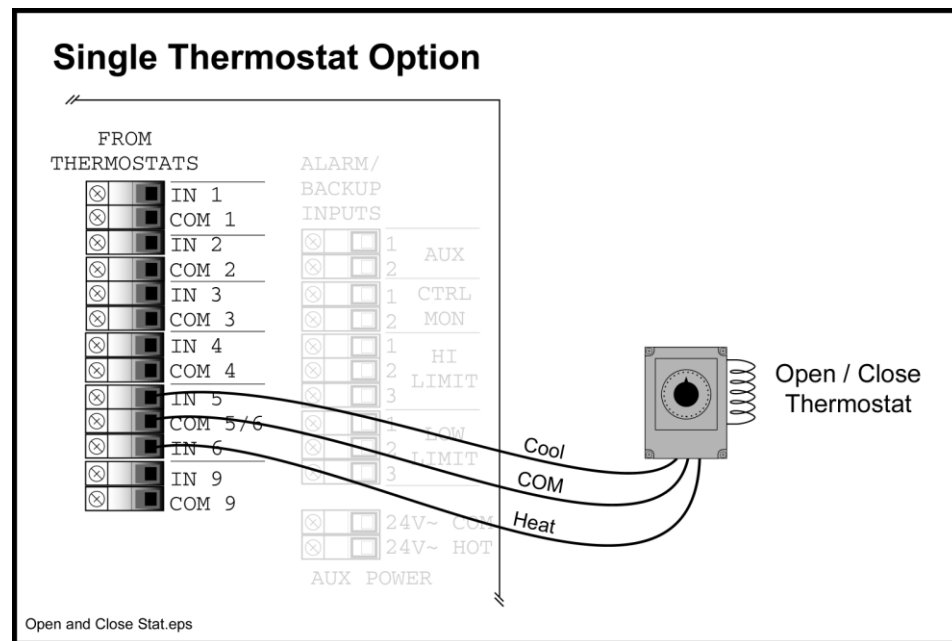 Single Thermostat Option
FROM
THERMOSTATS
IN 1
COM 1
IN 2
COM 2
IN 3
COM 3
IN 4
COM 4
IN 5
COM 5/6
IN 6
IN 9
COM 9
ALARM/
BACKUP
INPUTS
1
2
AUX
1
2
CTRL
MON
1
2
3
HI
LIMIT
1
2
3
LOW
LIMIT
24V~ COM
24V~ HOT
AUX POWER
Cool
COM
Heat
Open / Close
Thermostat
Open and Close Stat.eps